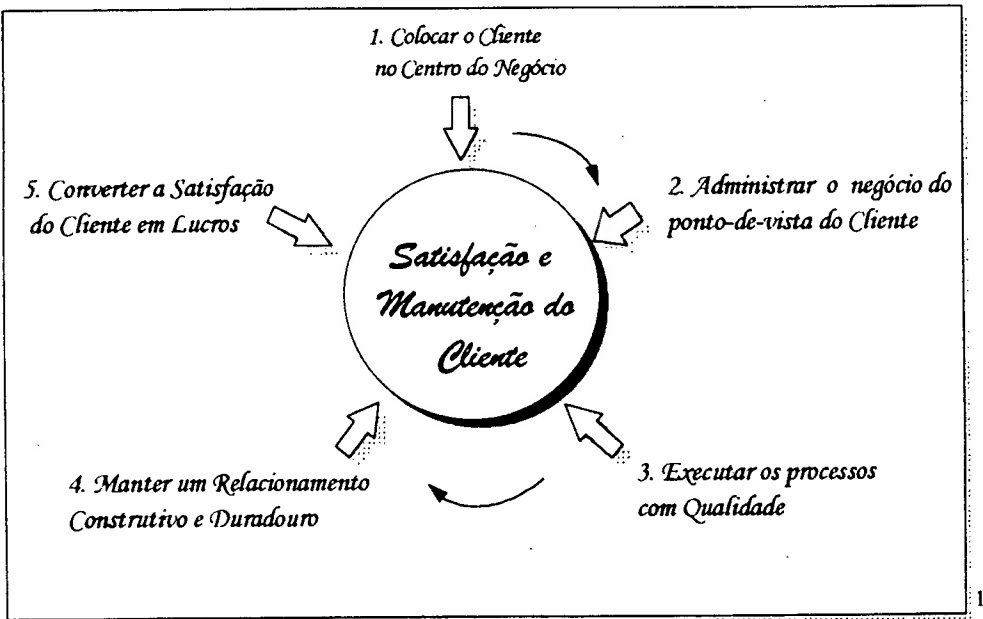 1. Colocar o Cliente
no Centro do Negócio
2. Administrar o negócio do
ponto-de-vista do Cliente
3. Executar os processos
com Qualidade
4. Manter um Relacionamento
Construtivo e Duradouro
5. Converter a Satisfação
do Cliente em Lucros
Satisfação e
Manutenção do
Cliente
1